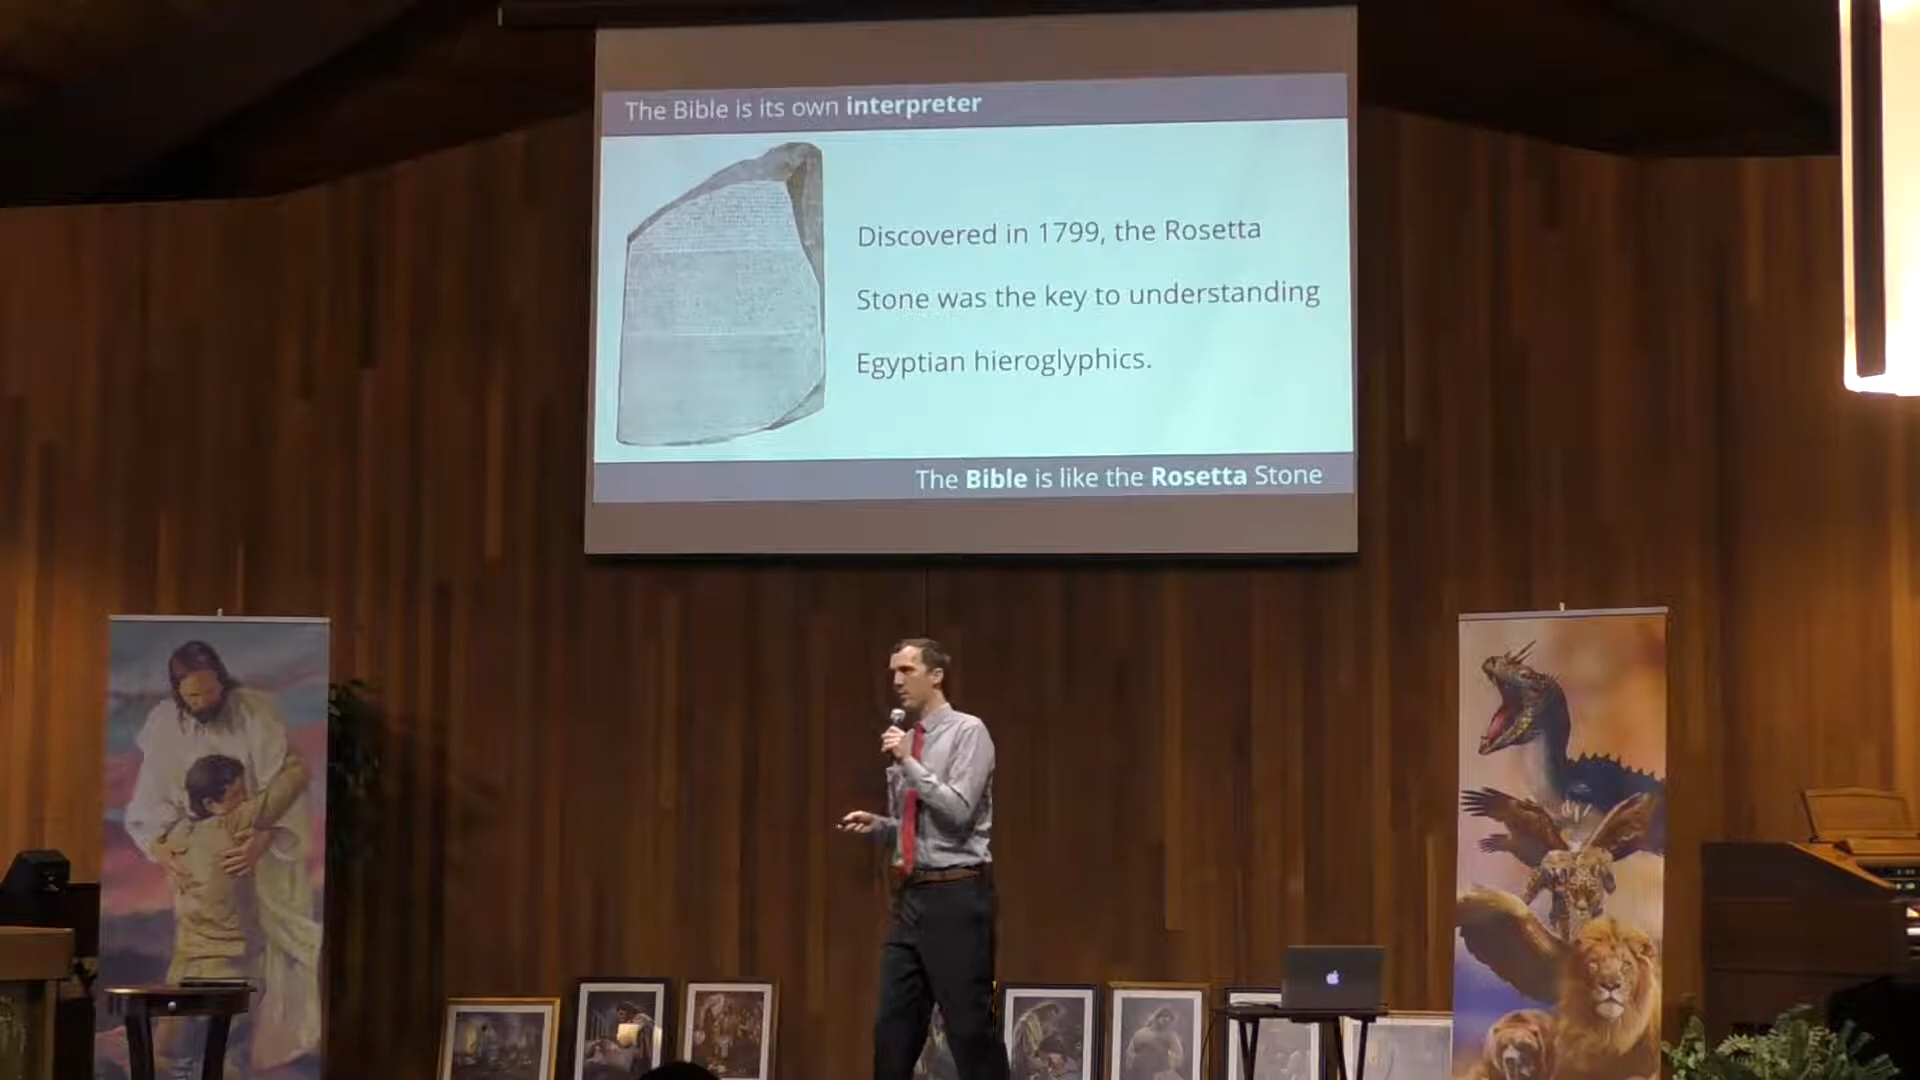 The Bible is its own interpreter
Discovered in 1799, the Rosetta
Stone was the key to understanding
Egyptian hieroglyphics.
The Bible is like the Rosetta Stone